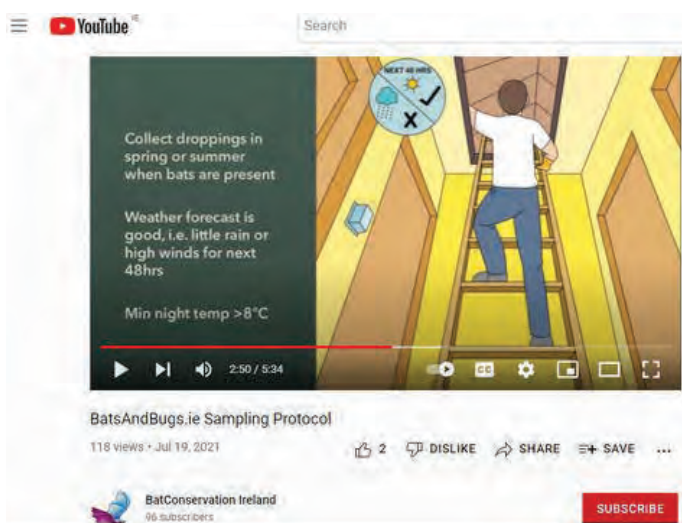 YouTube IE
Search
NEXT 48 HRS
Collect droppings in
spring or summer
when bats are present
Weather forecast is
good, i.e. little rain or
high winds for next
48hrs
Min night temp >8°C
2:50 / 5:34
CC
BatsAndBugs.ie Sampling Protocol
118 views • Jul 19, 2021
2 DISLIKE SHARE SAVE ...
BatConservation Ireland
96 subscribers
SUBSCRIBE